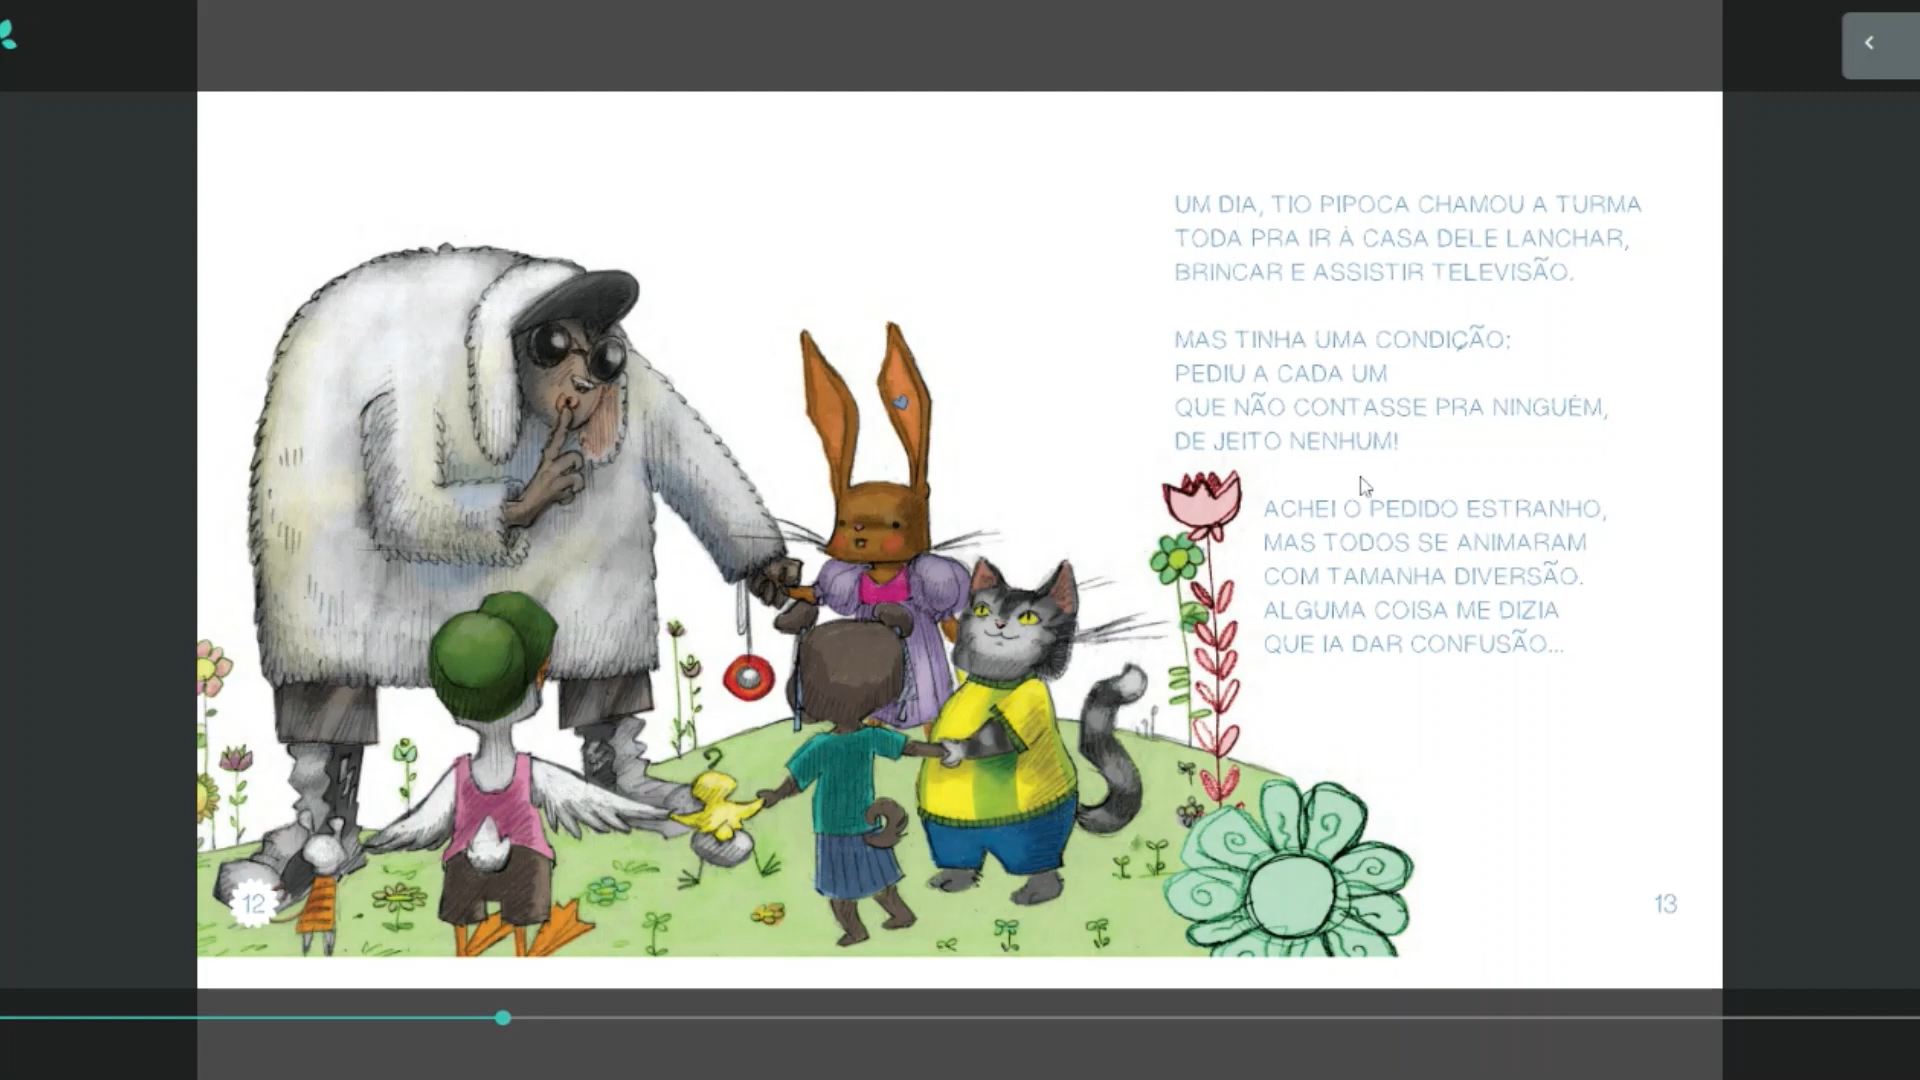 UM DIA, TIO PIPOCA CHAMOU A TURMA
TODA PRA IR À CASA DELE LANCHAR,
BRINCAR E ASSISTIR TELEVISÃO.
MAS TINHA UMA CONDIÇÃO:
PEDIU A CADA UM
QUE NÃO CONTASSE PRA NINGUÉM,
DE JEITO NENHUM!
ACHEI O PEDIDO ESTRANHO,
MAS TODOS SE ANIMARAM
COM TAMANHA DIVERSÃO.
ALGUMA COISA ME DIZIA
QUE IA DAR CONFUSÃO...
12
13